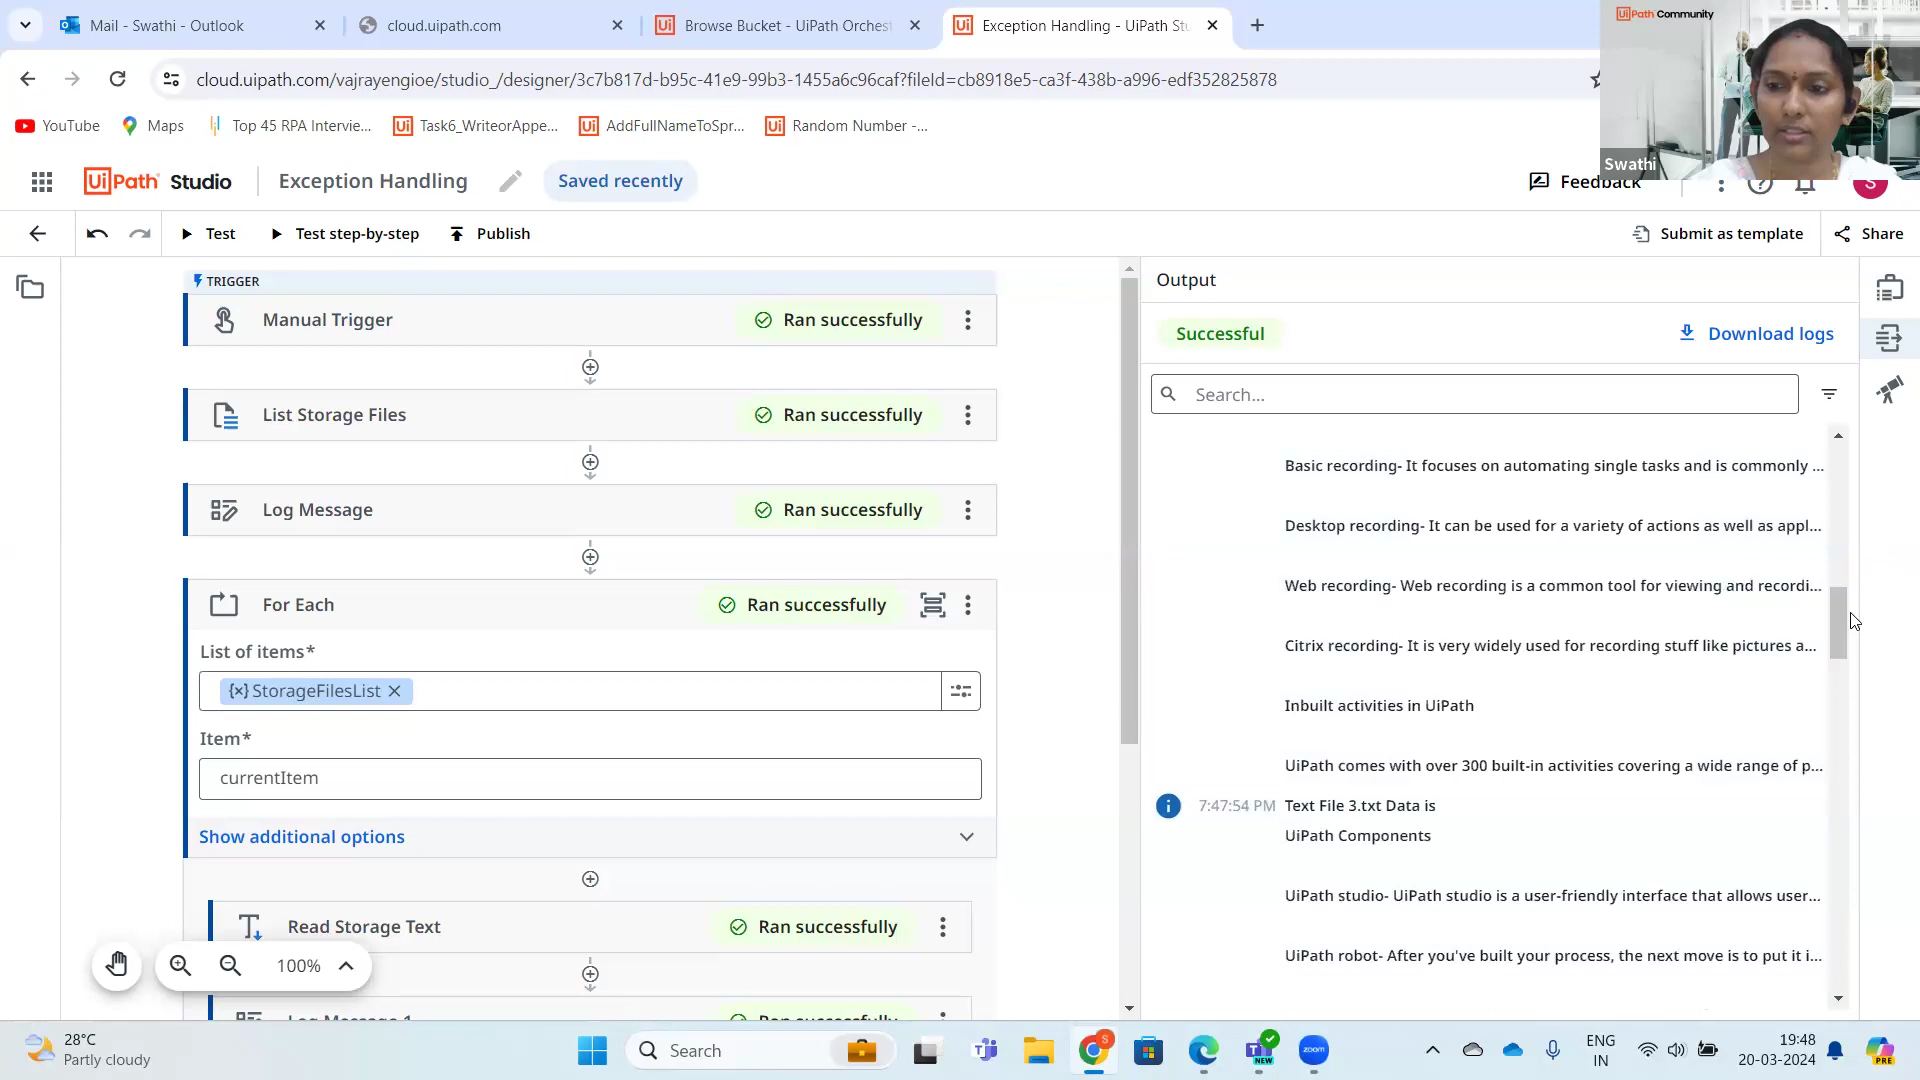 Mail - Swathi - Outlook
cloud.uipath.com
Browse Bucket - UiPath Orchest
Exception Handling - UiPath Stu
UiPath Community
cloud.uipath.com/vajrayengioe/studio_/designer/3c7b817d-b95c-41e9-99b3-1455a6c96caf?fileId=cb8918e5-ca3f-438b-a996-edf352825878
YouTube
Maps
Top 45 RPA Intervie...
Task6_WriteorAppe...
AddFullNameToSpr...
Random Number -...
Swathi
UiPath Studio
Exception Handling
Saved recently
Feedback
S
Test
Test step-by-step
Publish
Submit as template
Share
TRIGGER
Manual Trigger
Ran successfully
List Storage Files
Ran successfully
Log Message
Ran successfully
For Each
Ran successfully
List of items*
{x} StorageFilesList
Item*
currentItem
Show additional options
Read Storage Text
Ran successfully
Log Message 1
Ran successfully
100%
Output
Successful
Download logs
Search...
Basic recording- It focuses on automating single tasks and is commonly ...
Desktop recording- It can be used for a variety of actions as well as appl...
Web recording- Web recording is a common tool for viewing and recordi...
Citrix recording- It is very widely used for recording stuff like pictures a...
Inbuilt activities in UiPath
UiPath comes with over 300 built-in activities covering a wide range of p...
7:47:54 PM Text File 3.txt Data is
UiPath Components
UiPath studio- UiPath studio is a user-friendly interface that allows user...
UiPath robot- After you've built your process, the next move is to put it i...
28°C
Partly cloudy
Search
S
NEW
zoom
ENG
IN
19:48
20-03-2024
PRE